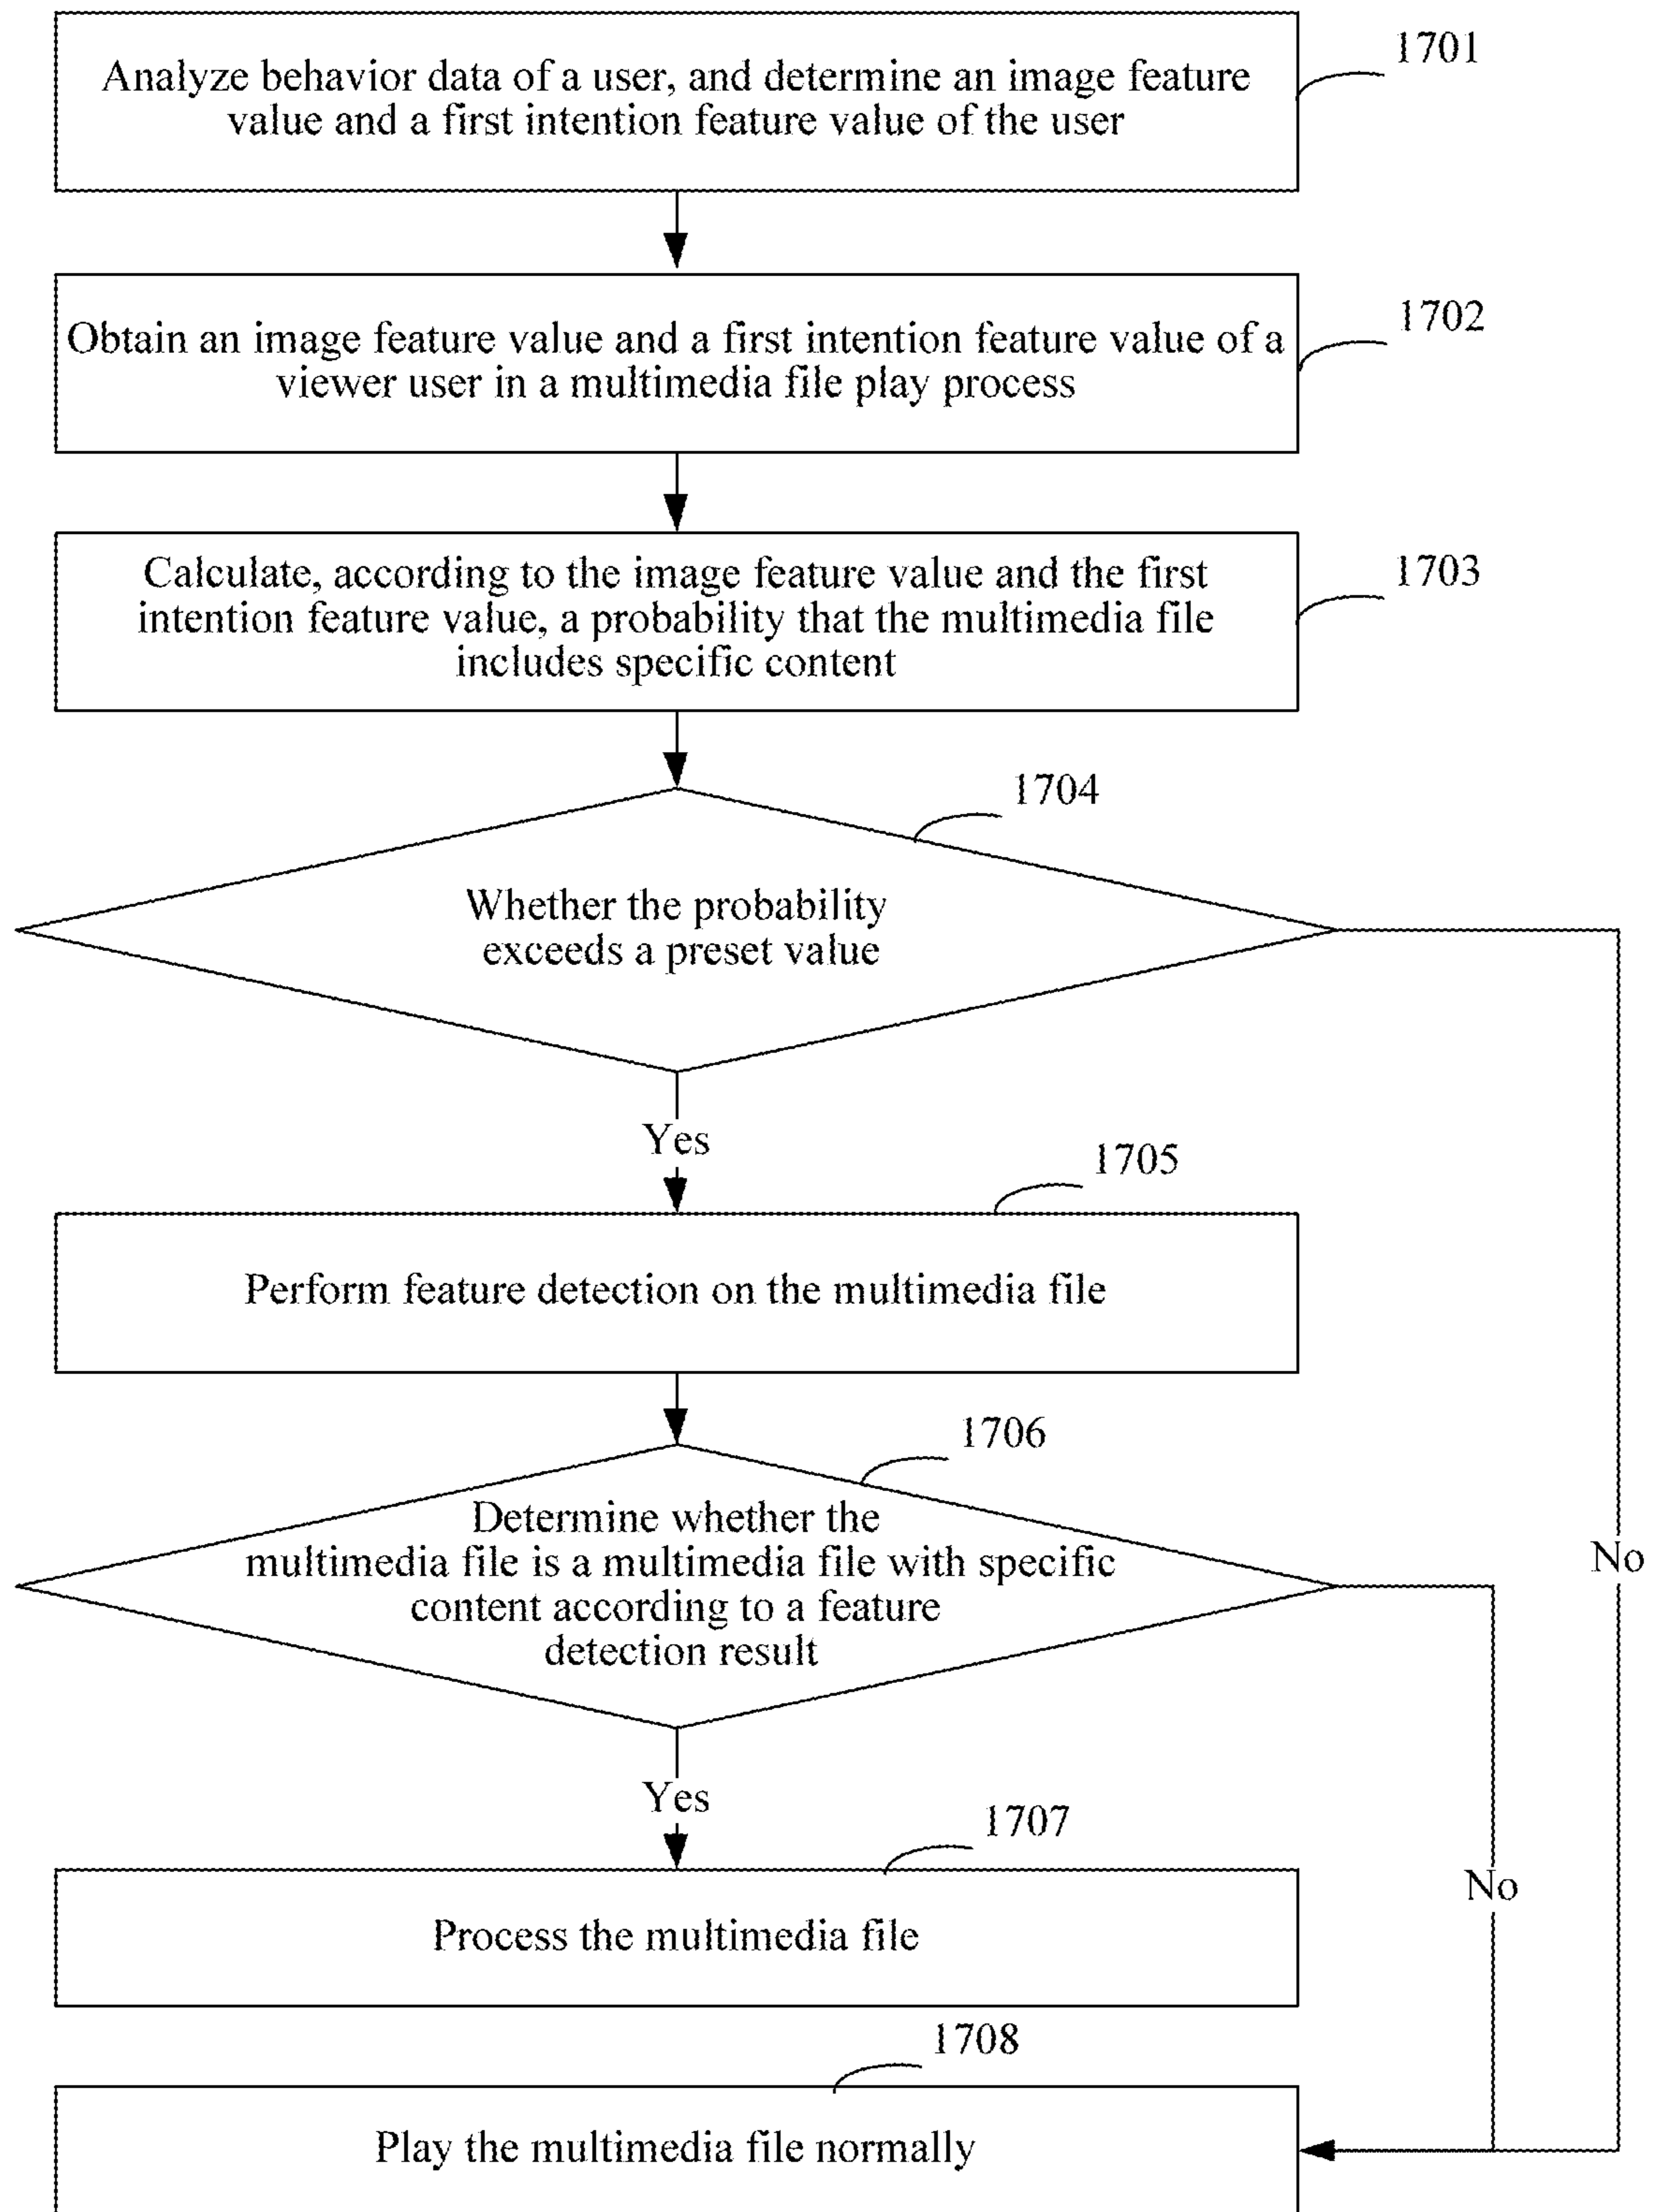 1701
Analyze behavior data of a user, and determine an image feature
value and a first intention feature value of the user
1702
Obtain an image feature value and a first intention feature value of a
viewer user in a multimedia file play process
1703
Calculate, according to the image feature value and the first
intention feature value, a probability that the multimedia file
includes specific content
1704
Whether the probability
exceeds a preset value
Yes
1705
Perform feature detection on the multimedia file
1706
Determine whether the
multimedia file is a multimedia file with specific
content according to a feature
detection result
No
Yes
1707
No
Process the multimedia file
1708
Play the multimedia file normally